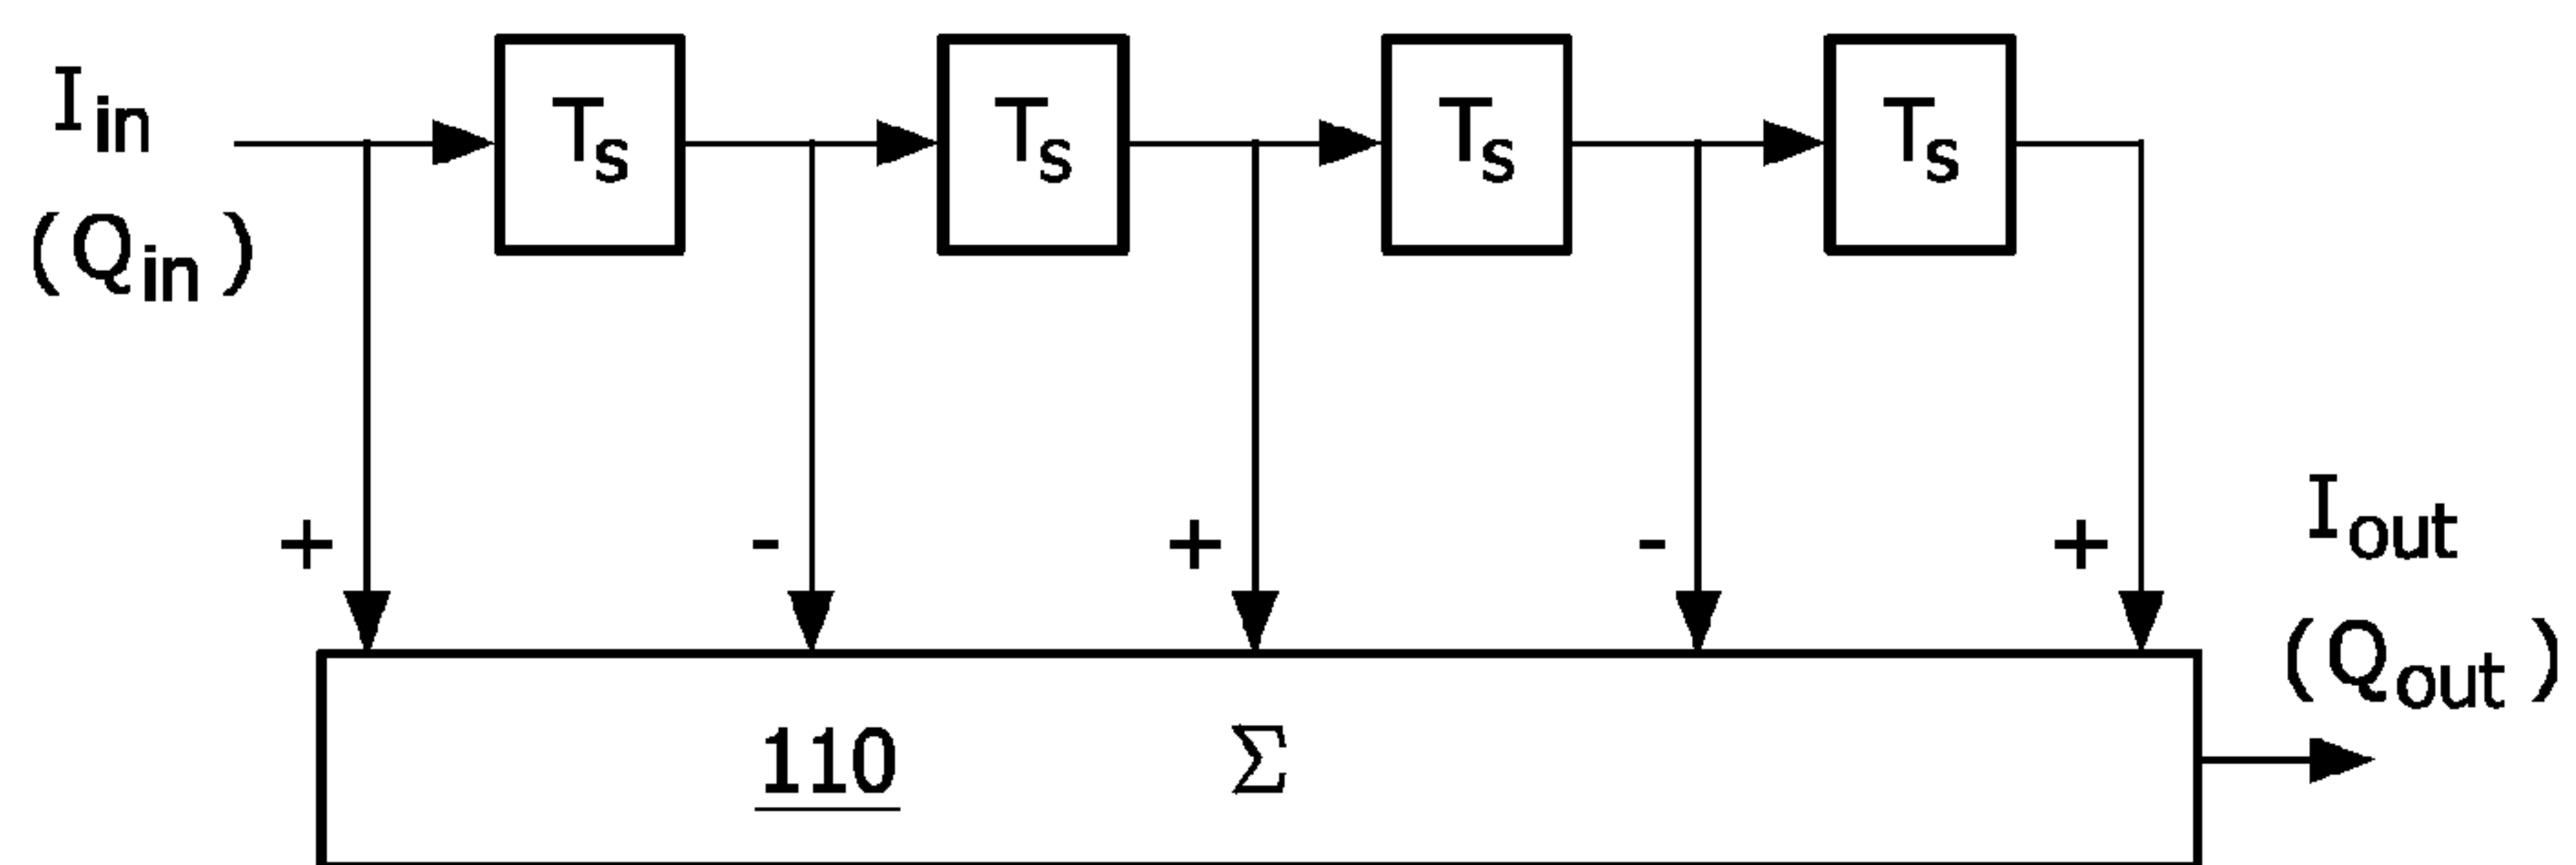 I_in
(Q_in)
T_s T_s T_s T_s
+ - + - +
I_out
(Q_out)
110 Σ